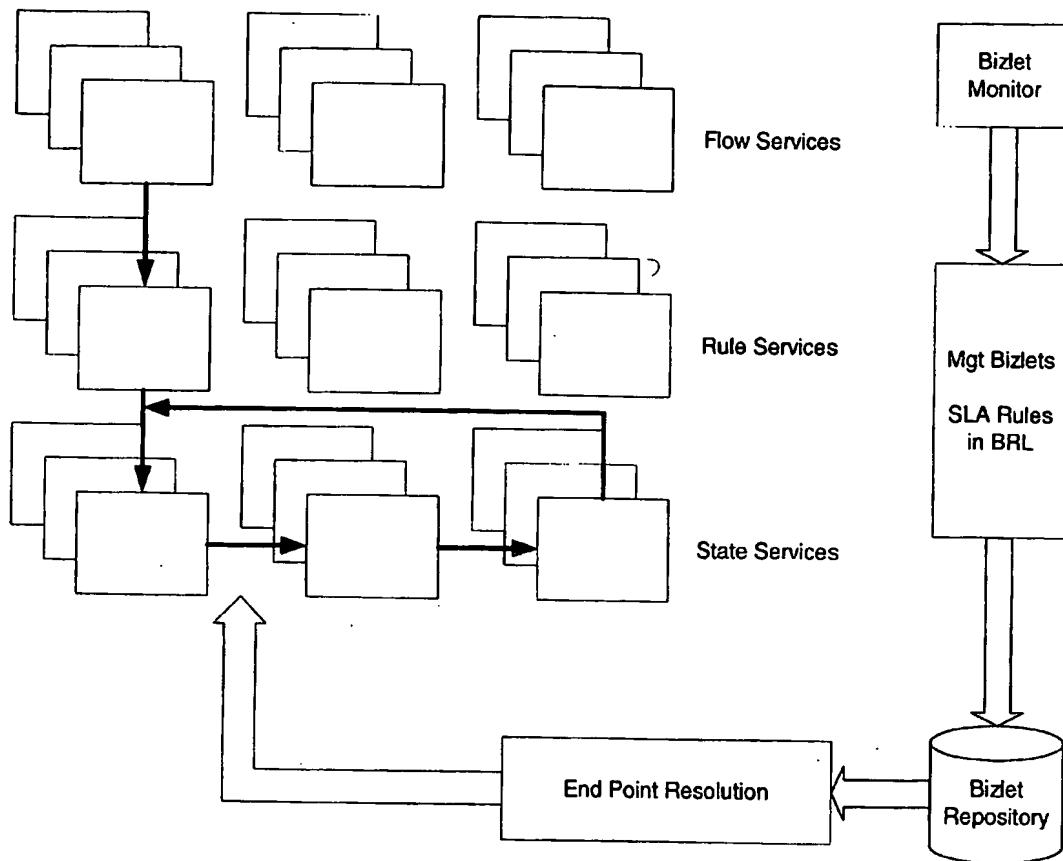 Bizlet
Monitor
Flow Services
Rule Services
Mgt Bizlets
SLA Rules
in BRL
State Services
End Point Resolution
Bizlet
Repository